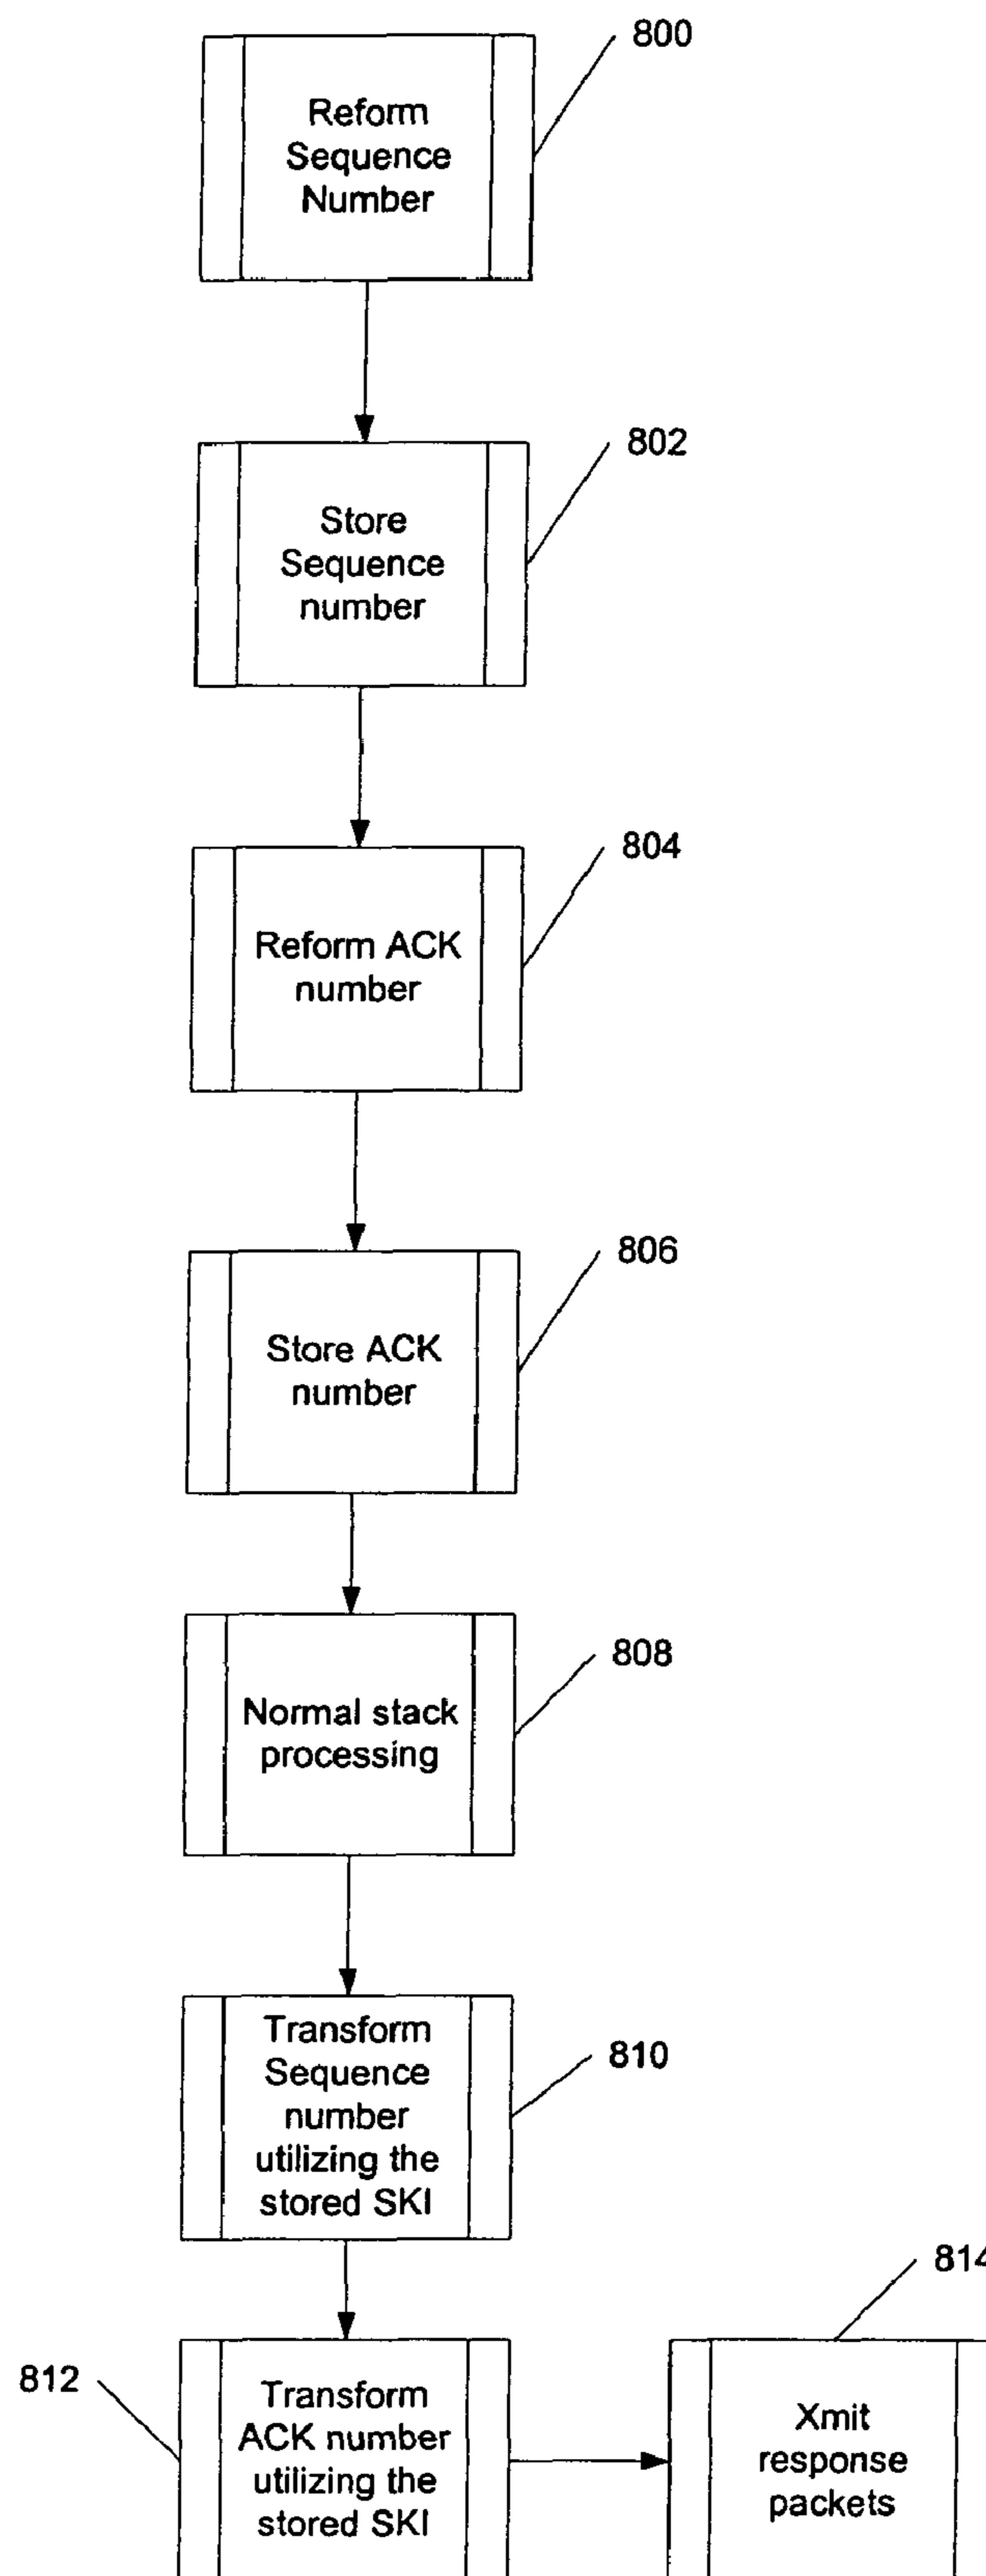 800
Reform
Sequence
Number
802
Store
Sequence
number
804
Reform ACK
number
806
Store ACK
number
808
Normal stack
processing
810
Transform
Sequence
number
utilizing the
stored SKI
812
Transform
ACK number
utilizing the
stored SKI
814
Xmit
response
packets